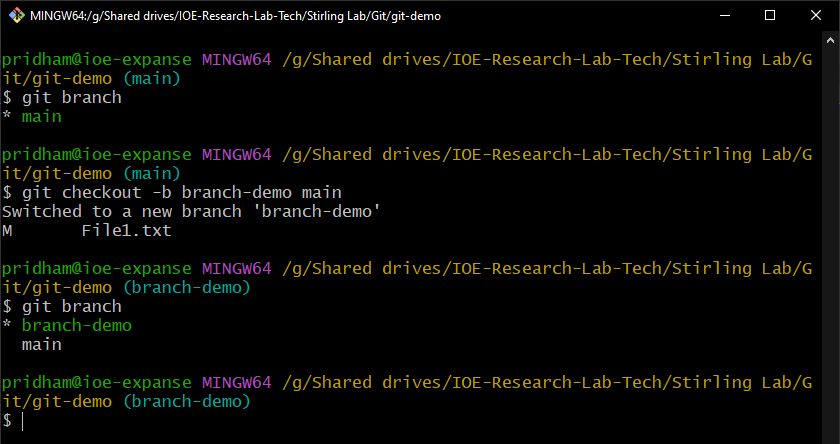 MINGW64:/g/Shared drives/IOE-Research-Lab-Tech/Stirling Lab/Git/git-demo
pridham@ioe-expanse MINGW64 /g/Shared drives/IOE-Research-Lab-Tech/Stirling Lab/G
it/git-demo (main)
$ git branch
* main
pridham@ioe-expanse MINGW64 /g/Shared drives/IOE-Research-Lab-Tech/Stirling Lab/G
it/git-demo (main)
$ git checkout -b branch-demo main
Switched to a new branch 'branch-demo'
M       File1.txt
pridham@ioe-expanse MINGW64 /g/Shared drives/IOE-Research-Lab-Tech/Stirling Lab/G
it/git-demo (branch-demo)
$ git branch
* branch-demo
  main
pridham@ioe-expanse MINGW64 /g/Shared drives/IOE-Research-Lab-Tech/Stirling Lab/G
it/git-demo (branch-demo)
$